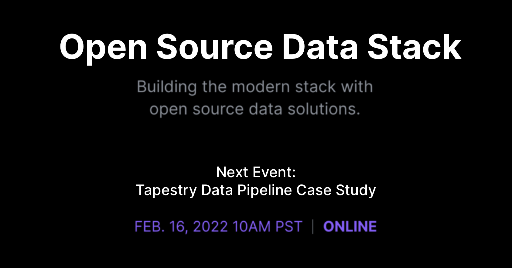 Open Source Data Stack
Building the modern stack with
open source data solutions.
Next Event:
Tapestry Data Pipeline Case Study
FEB. 16, 2022 10AM PST | ONLINE